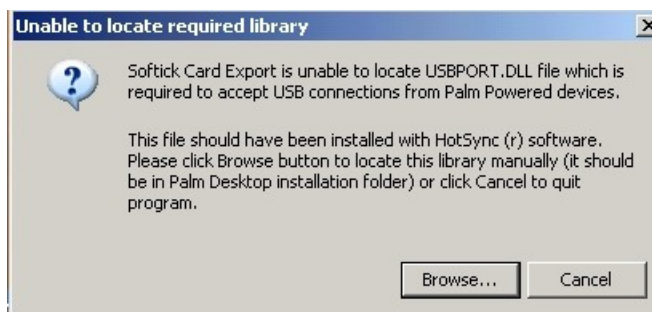 Unable to locate required library
Softick Card Export is unable to locate USBPORT.DLL file which is
required to accept USB connections from Palm Powered devices.
This file should have been installed with HotSync (r) software.
Please click Browse button to locate this library manually (it should
be in Palm Desktop installation folder) or click Cancel to quit
program.
Browse... Cancel